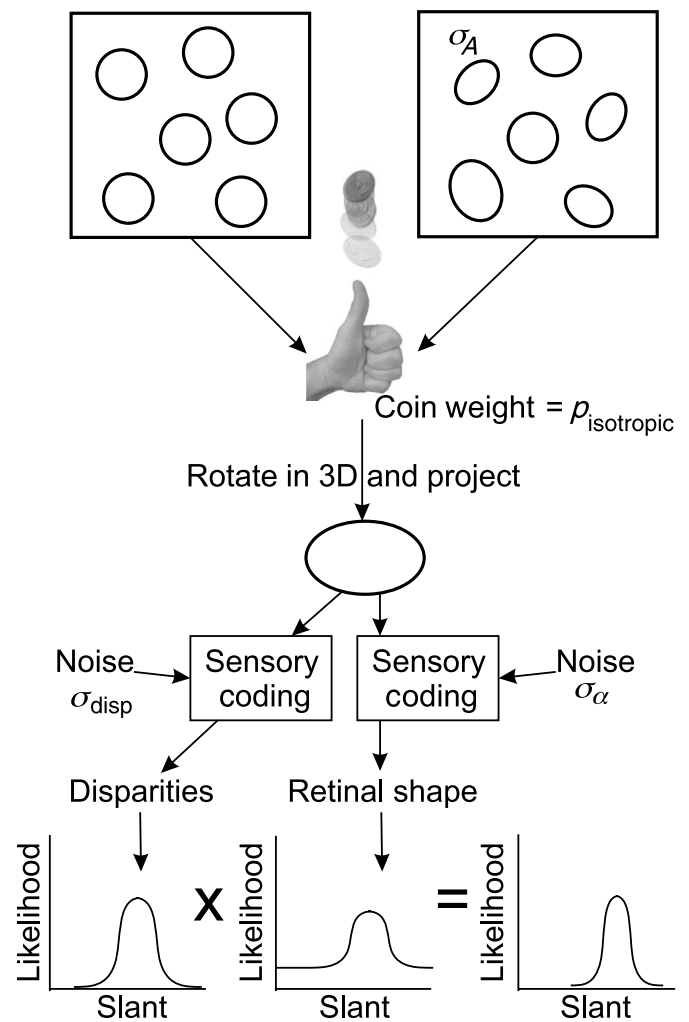 σA
Coin weight = pisotropic
Rotate in 3D and project
Noise
σdisp
Sensory
coding
Sensory
coding
Noise
σα
Disparities
Retinal shape
Likelihood
Slant
X
Likelihood
Slant
=
Likelihood
Slant